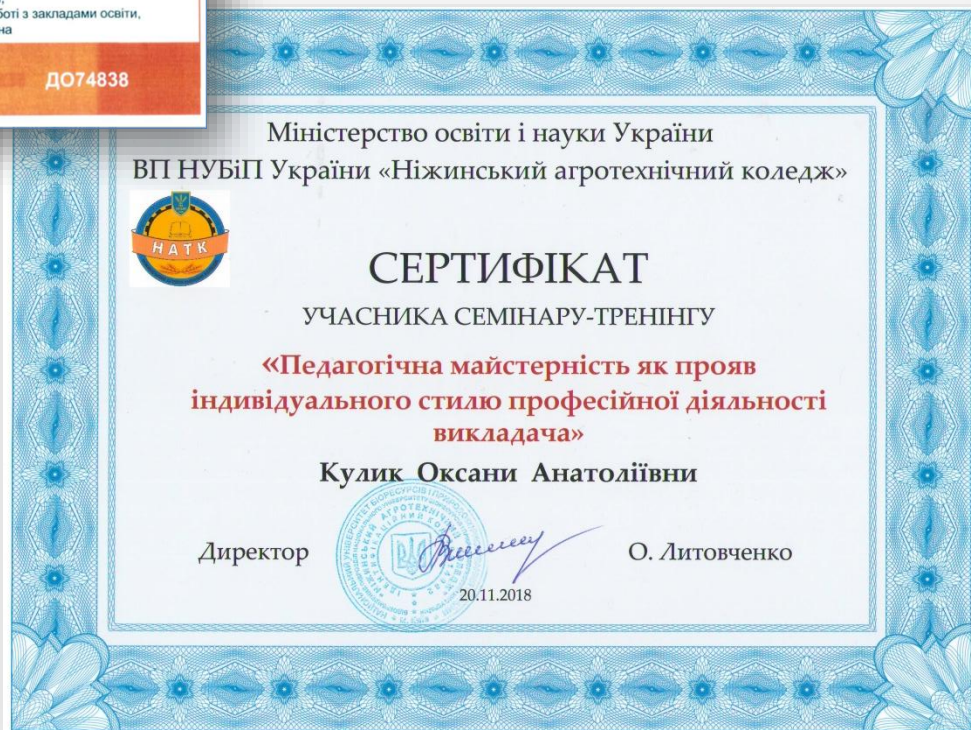 боті з закладами освіти,
на
ДО74838
Міністерство освіти і науки України
ВП НУБіП України «Ніжинський агротехнічний коледж»
НАТК
СЕРТИФІКАТ
УЧАСНИКА СЕМІНАРУ-ТРЕНІНГУ
«Педагогічна майстерність як прояв
індивідуального стилю професійної діяльності
викладача»
Кулик Оксани Анатоліївни
Директор
О. Литовченко
20.11.2018